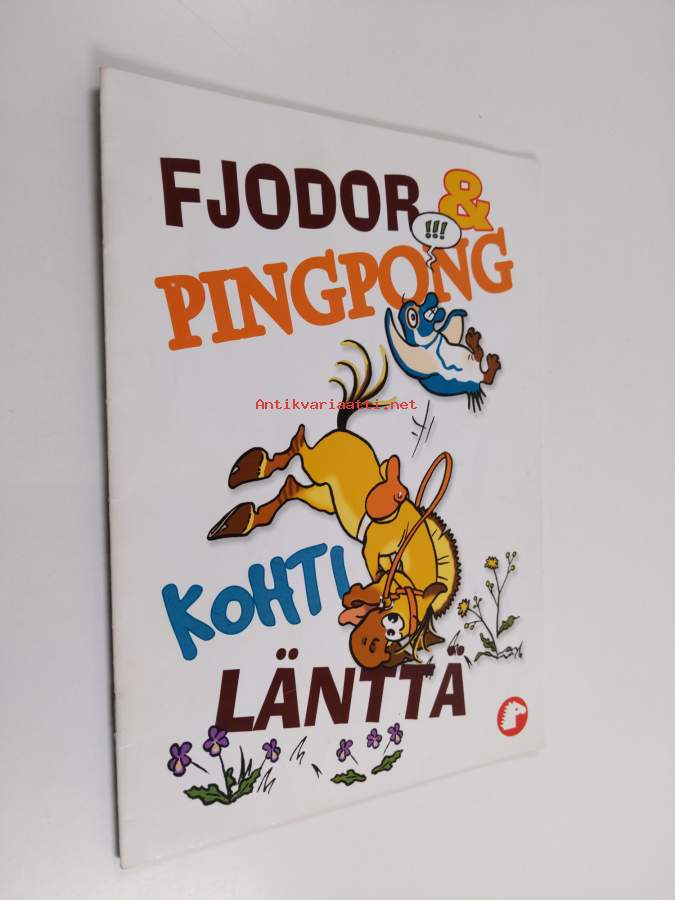 FJODOR &
!!!
PINGPONG
Antikvariaatti.net
KOHTI
LÄNTTÄ